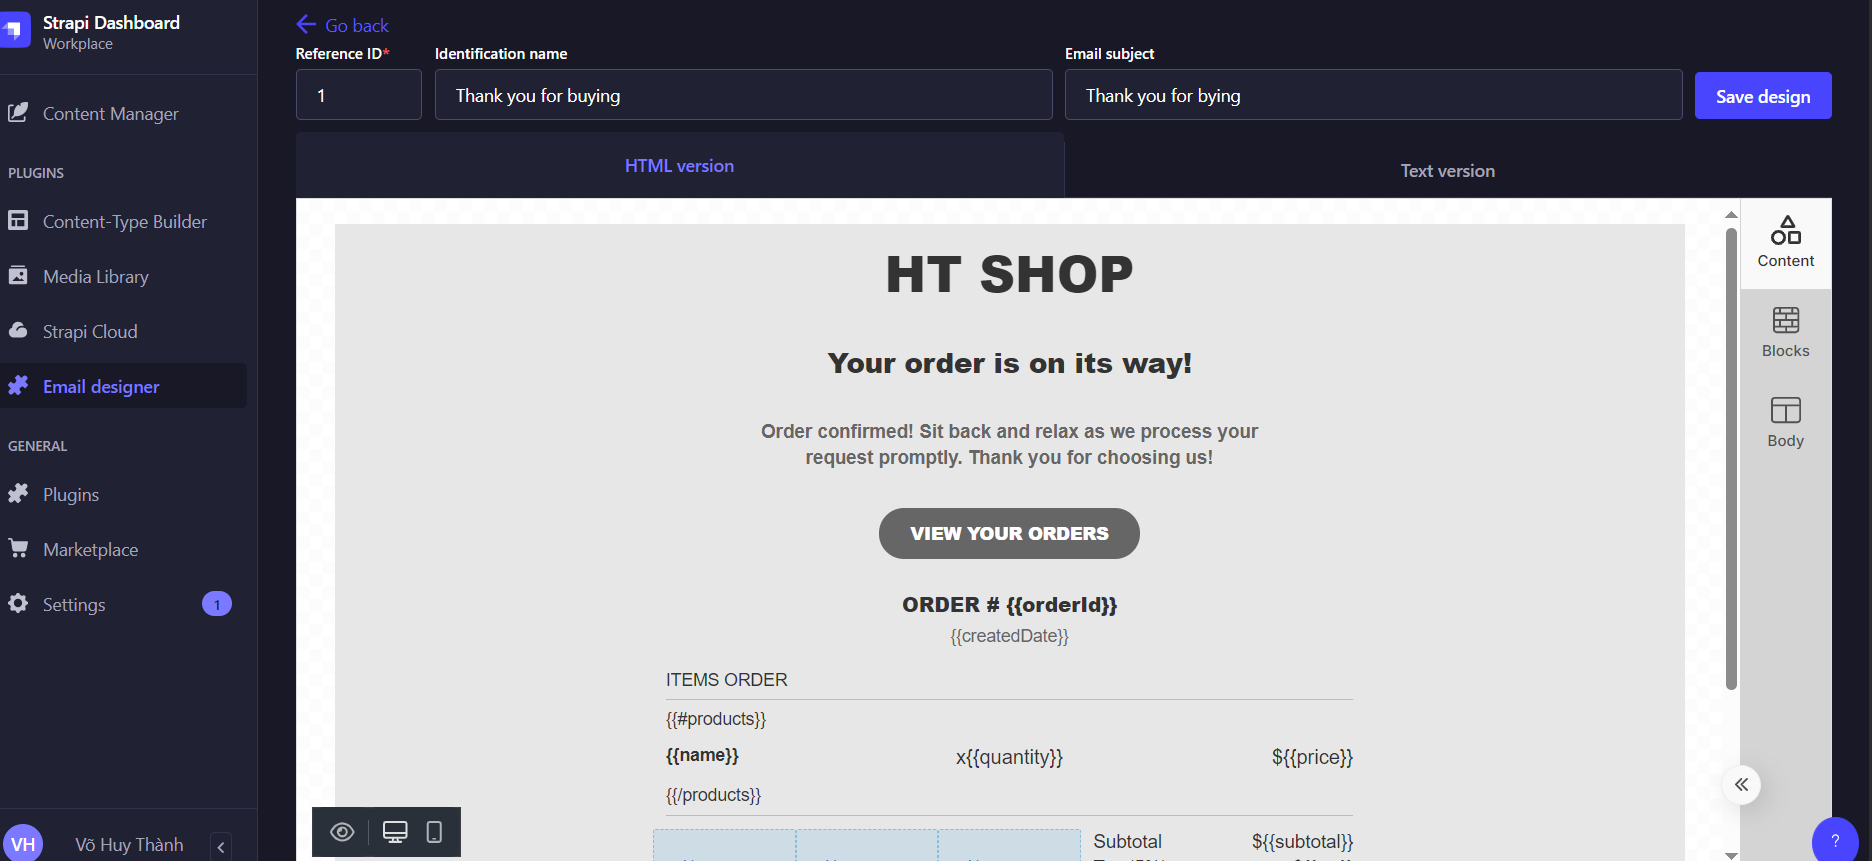 Strapi Dashboard
Workplace
Content Manager
PLUGINS
Content-Type Builder
Media Library
Strapi Cloud
Email designer
GENERAL
Plugins
Marketplace
Settings
1
VH
Võ Huy Thành
Go back
Reference ID*
Identification name
Email subject
1
Thank you for buying
Thank you for bying
Save design
HTML version
Text version
HT SHOP
Your order is on its way!
Order confirmed! Sit back and relax as we process your
request promptly. Thank you for choosing us!
VIEW YOUR ORDERS
ORDER # {{orderId}}
{{createdDate}}
ITEMS ORDER
{{#products}}
{{name}} x{{quantity}} ${{price}}
{{/products}}
Subtotal ${{subtotal}}
Content
Blocks
Body
?